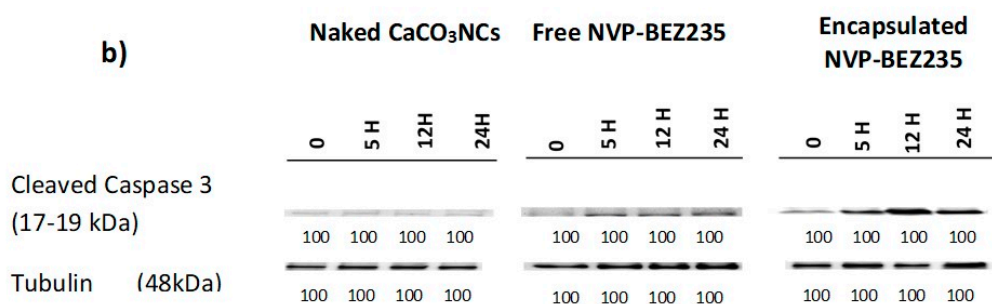 b)
Naked CaCO₃NCs
Free NVP-BEZ235
Encapsulated
NVP-BEZ235
0 5 H 12H 24H
0 5 H 12 H 24 H
0 5 H 12 H 24 H
Cleaved Caspase 3
(17-19 kDa)
100 100 100 100 100 100 100 100 100 100 100 100
Tubulin (48kDa)
100 100 100 100 100 100 100 100 100 100 100 100